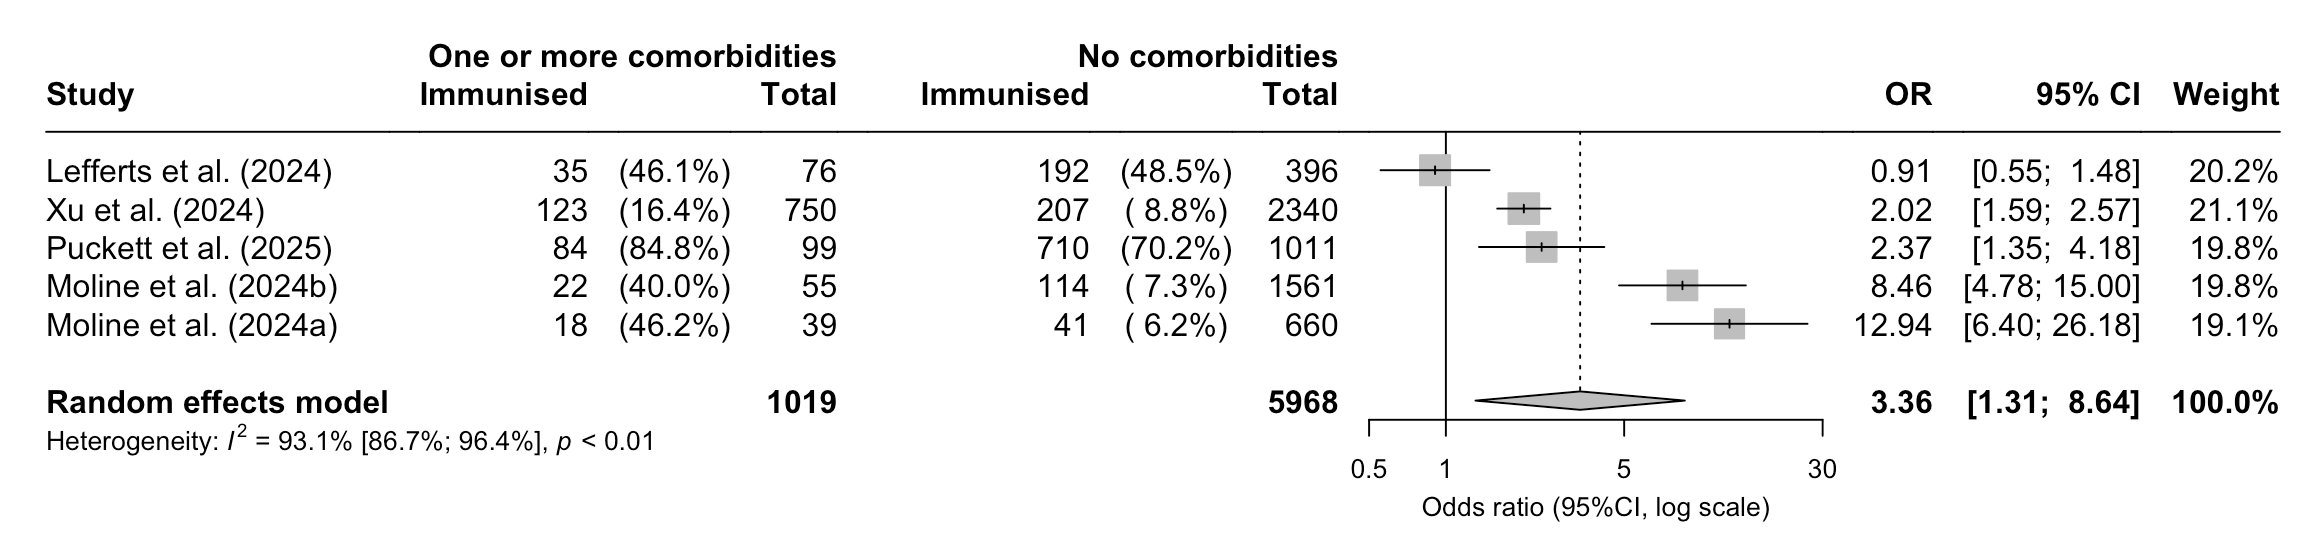 One or more comorbidities No comorbidities
Study Immunised Total Immunised Total OR 95% CI Weight
Lefferts et al. (2024) 35 (46.1%) 76 192 (48.5%) 396 0.91 [0.55; 1.48] 20.2%
Xu et al. (2024) 123 (16.4%) 750 207 ( 8.8%) 2340 2.02 [1.59; 2.57] 21.1%
Puckett et al. (2025) 84 (84.8%) 99 710 (70.2%) 1011 2.37 [1.35; 4.18] 19.8%
Moline et al. (2024b) 22 (40.0%) 55 114 ( 7.3%) 1561 8.46 [4.78; 15.00] 19.8%
Moline et al. (2024a) 18 (46.2%) 39 41 ( 6.2%) 660 12.94 [6.40; 26.18] 19.1%
Random effects model 1019 5968 3.36 [1.31; 8.64] 100.0%
Heterogeneity: I² = 93.1% [86.7%; 96.4%], p < 0.01
0.5 1 5 30
Odds ratio (95%CI, log scale)